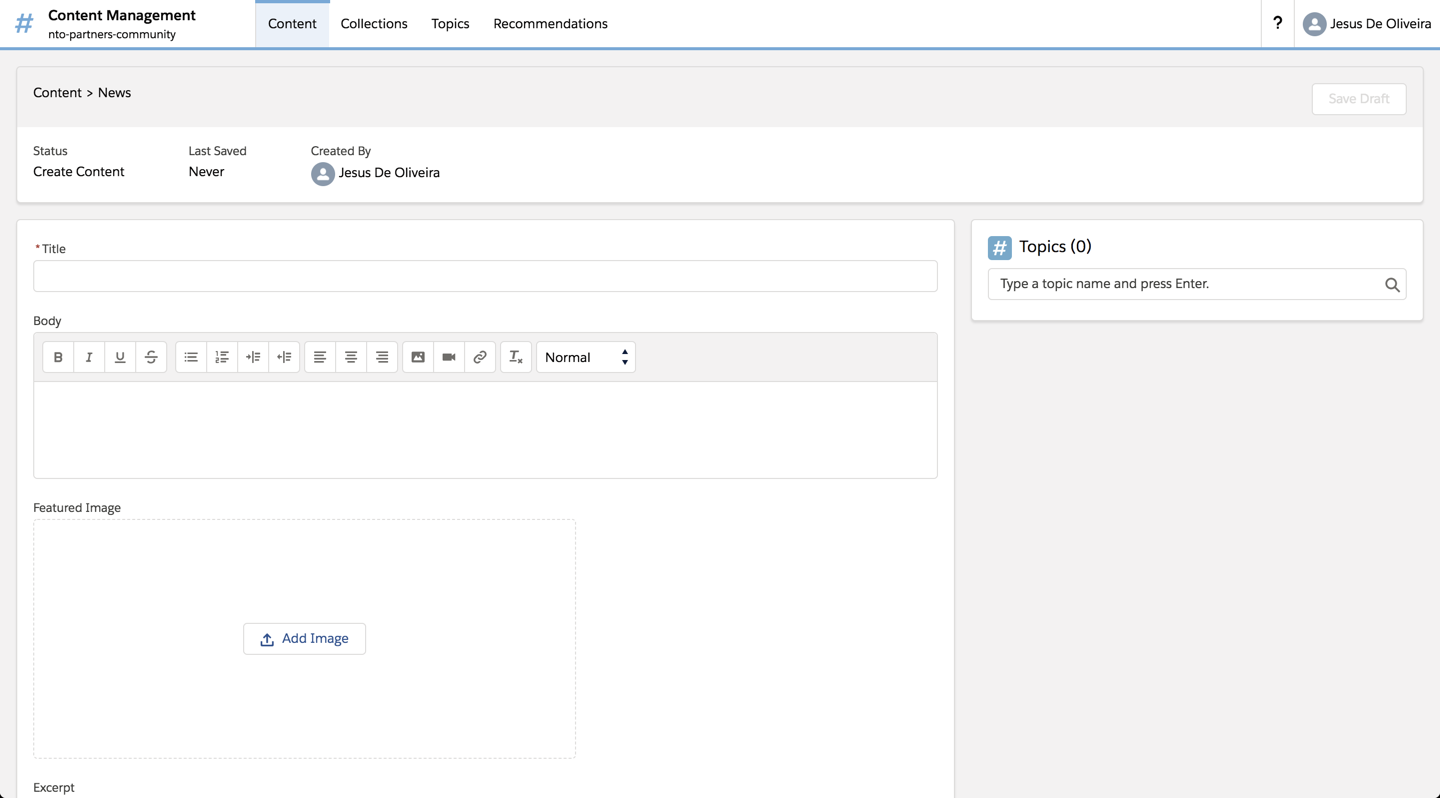 Content Management
nto-partners-community
Content
Collections
Topics
Recommendations
?
Jesus De Oliveira
Content > News
Save Draft
Status
Create Content
Last Saved
Never
Created By
Jesus De Oliveira
* Title
Body
B I U S
Normal
Featured Image
Add Image
Excerpt
# Topics (0)
Type a topic name and press Enter.